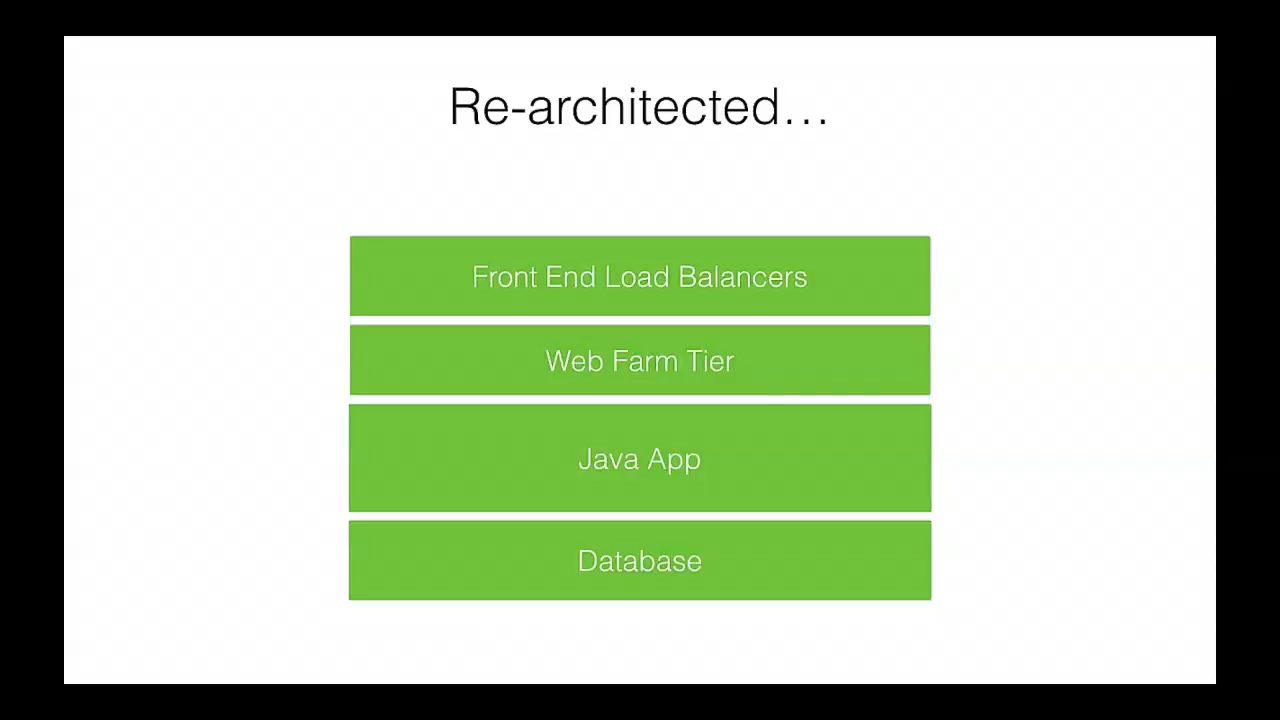 Re-architected…
Front End Load Balancers
Web Farm Tier
Java App
Database